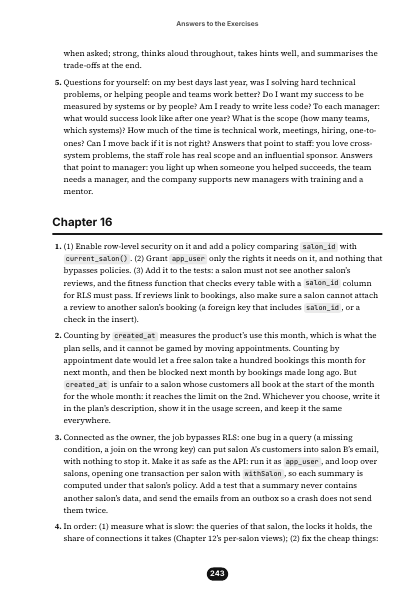 Answers to the Exercises
when asked; strong, thinks aloud throughout, takes hints well, and summarises the
trade-offs at the end.
5. Questions for yourself: on my best days last year, was I solving hard technical
problems, or helping people and teams work better? Do I want my success to be
measured by systems or by people? Am I ready to write less code? To each manager:
what would success look like after one year? What is the scope (how many teams,
which systems)? How much of the time is technical work, meetings, hiring, one-to-
ones? Can I move back if it is not right? Answers that point to staff: you love cross-
system problems, the staff role has real scope and an influential sponsor. Answers
that point to manager: you light up when someone you helped succeeds, the team
needs a manager, and the company supports new managers with training and a
mentor.
Chapter 16
1. (1) Enable row-level security on it and add a policy comparing salon_id with
current_salon(). (2) Grant app_user only the rights it needs on it, and nothing that
bypasses policies. (3) Add to the tests: a salon must not see another salon's
reviews, and the fitness function that checks every table with a salon_id column
for RLS must pass. If reviews link to bookings, also make sure a salon cannot attach
a review to another salon's booking (a foreign key that includes salon_id, or a
check in the insert).
2. Counting by created_at measures the product's use this month, which is what the
plan sells, and it cannot be gamed by moving appointments. Counting by
appointment date would let a free salon take a hundred bookings this month for
next month, and then be blocked next month by bookings made long ago. But
created_at is unfair to a salon whose customers all book at the start of the month
for the whole month: it reaches the limit on the 2nd. Whichever you choose, write it
in the plan's description, show it in the usage screen, and keep it the same
everywhere.
3. Connected as the owner, the job bypasses RLS: one bug in a query (a missing
condition, a join on the wrong key) can put salon A's customers into salon B's email,
with nothing to stop it. Make it as safe as the API: run it as app_user, and loop over
salons, opening one transaction per salon with withSalon, so each summary is
computed under that salon's policy. Add a test that a summary never contains
another salon's data, and send the emails from an outbox so a crash does not send
them twice.
4. In order: (1) measure what is slow: the queries of that salon, the locks it holds, the
share of connections it takes (Chapter 12's per-salon views); (2) fix the cheap things:
243